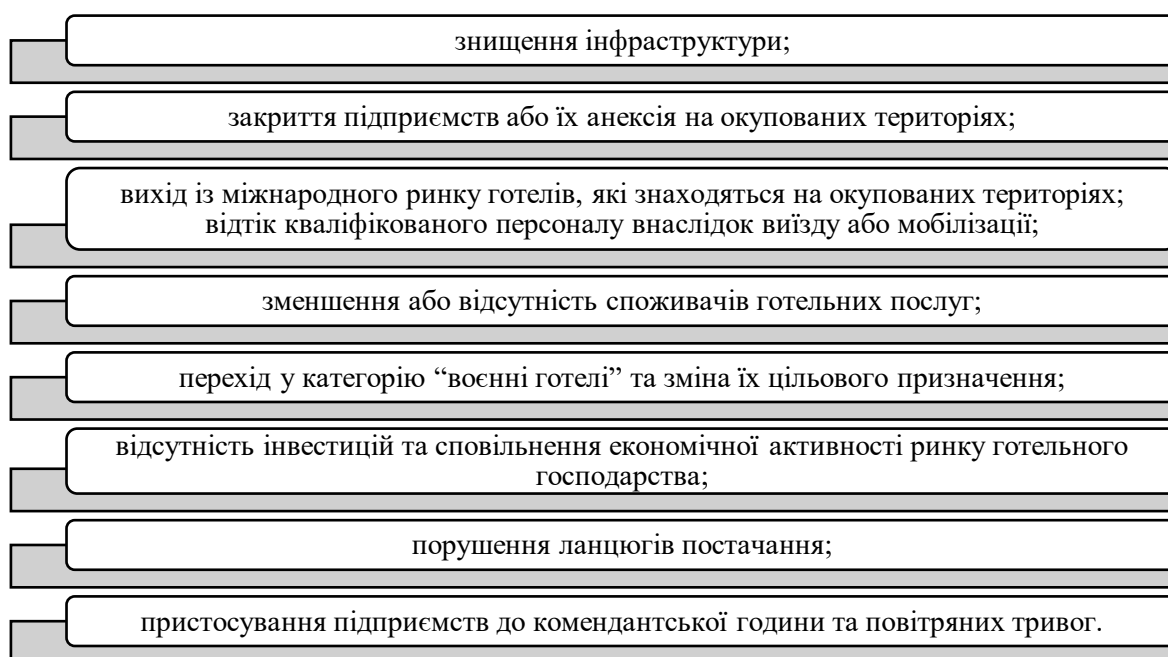 знищення інфраструктури;
закриття підприємств або їх анексія на окупованих територіях;
вихід із міжнародного ринку готелів, які знаходяться на окупованих територіях;
відтік кваліфікованого персоналу внаслідок виїзду або мобілізації;
зменшення або відсутність споживачів готельних послуг;
перехід у категорію “воєнні готелі” та зміна їх цільового призначення;
відсутність інвестицій та сповільнення економічної активності ринку готельного
господарства;
порушення ланцюгів постачання;
пристосування підприємств до комендантської години та повітряних тривог.